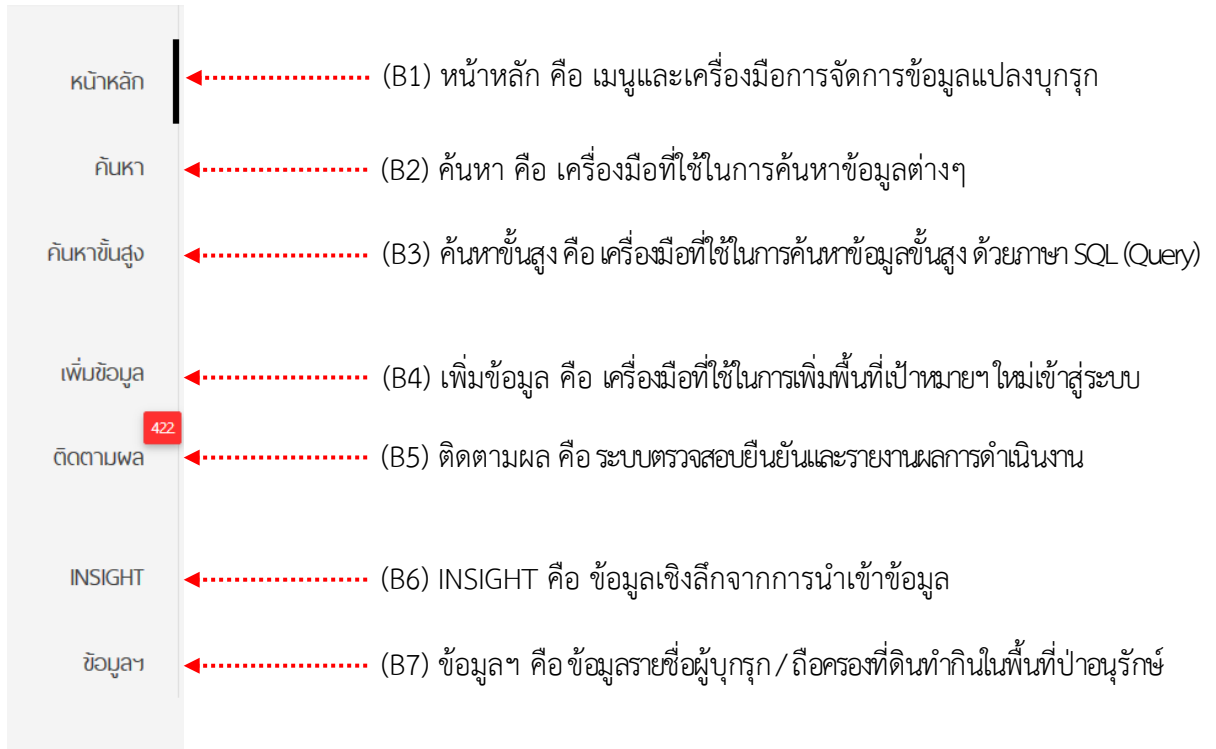 หน้าหลัก (B1) หน้าหลัก คือ เมนูและเครื่องมือการจัดการข้อมูลแปลงบุกรุก
ค้นหา (B2) ค้นหา คือ เครื่องมือที่ใช้ในการค้นหาข้อมูลต่างๆ
ค้นหาขั้นสูง (B3) ค้นหาขั้นสูง คือ เครื่องมือที่ใช้ในการค้นหาข้อมูลขั้นสูง ด้วยภาษา SQL (Query)
เพิ่มข้อมูล (B4) เพิ่มข้อมูล คือ เครื่องมือที่ใช้ในการเพิ่มพื้นที่เป้าหมายฯ ใหม่เข้าสู่ระบบ
422
ติดตามผล (B5) ติดตามผล คือ ระบบตรวจสอบยืนยันและรายงานผลการดำเนินงาน
INSIGHT (B6) INSIGHT คือ ข้อมูลเชิงลึกจากการนำเข้าข้อมูล
ข้อมูลฯ (B7) ข้อมูลฯ คือ ข้อมูลรายชื่อผู้บุกรุก / ถือครองที่ดินทำกินในพื้นที่ป่าอนุรักษ์